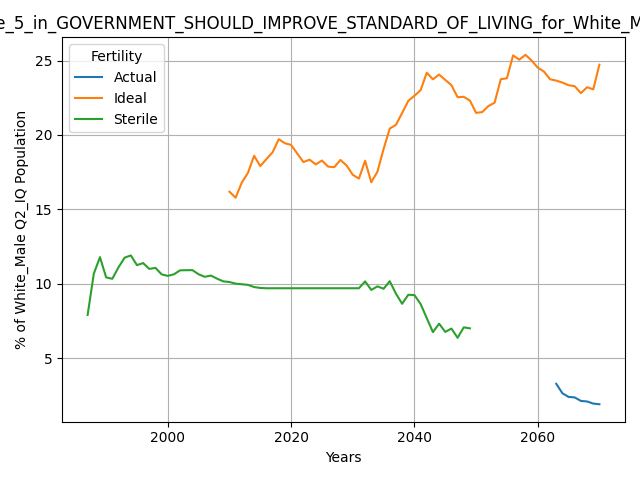 e_5_in_GOVERNMENT_SHOULD_IMPROVE_STANDARD_OF_LIVING_for_White_M
Fertility
Actual
Ideal
Sterile
% of White_Male Q2_IQ Population
25
20
15
10
5
2000 2020 2040 2060
Years